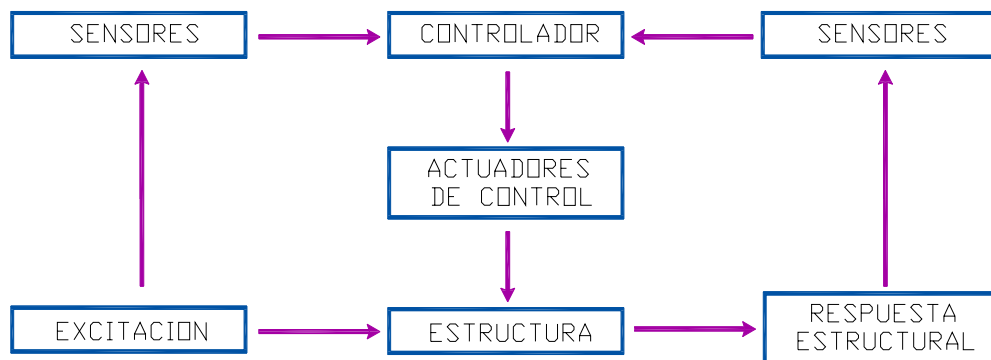 SENSORES
CONTROLADOR
SENSORES
ACTUADORES
DE CONTROL
EXCITACION
ESTRUCTURA
RESPUESTA
ESTRUCTURAL